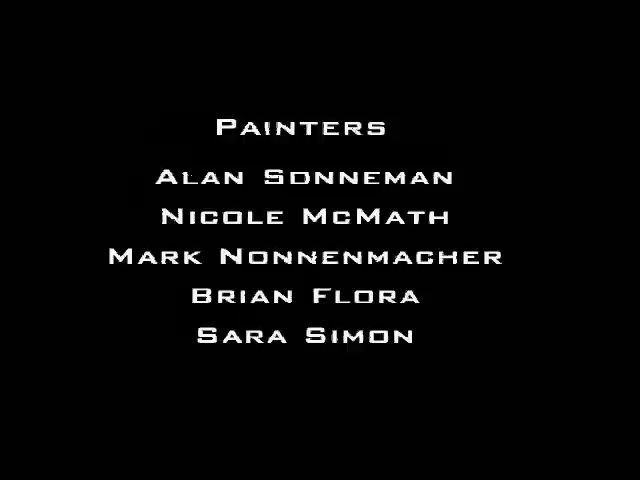 Painters
Alan Sonneman
Nicole McMath
Mark Nonnenmacher
Brian Flora
Sara Simon